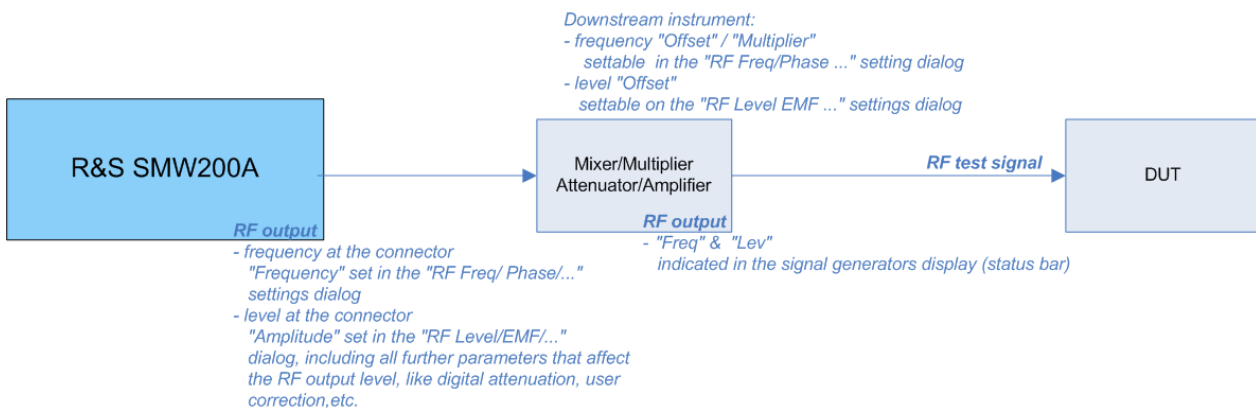 Downstream instrument:
- frequency "Offset" / "Multiplier"
settable in the "RF Freq/Phase ..." setting dialog
- level "Offset"
settable on the "RF Level EMF ..." settings dialog
R&S SMW200A
Mixer/Multiplier
Attenuator/Amplifier
RF test signal
DUT
RF output
- frequency at the connector
"Frequency" set in the "RF Freq/ Phase/..."
settings dialog
- level at the connector
"Amplitude" set in the "RF Level/EMF/..."
dialog, including all further parameters that affect
the RF output level, like digital attenuation, user
correction,etc.
RF output
- "Freq" & "Lev"
indicated in the signal generators display (status bar)